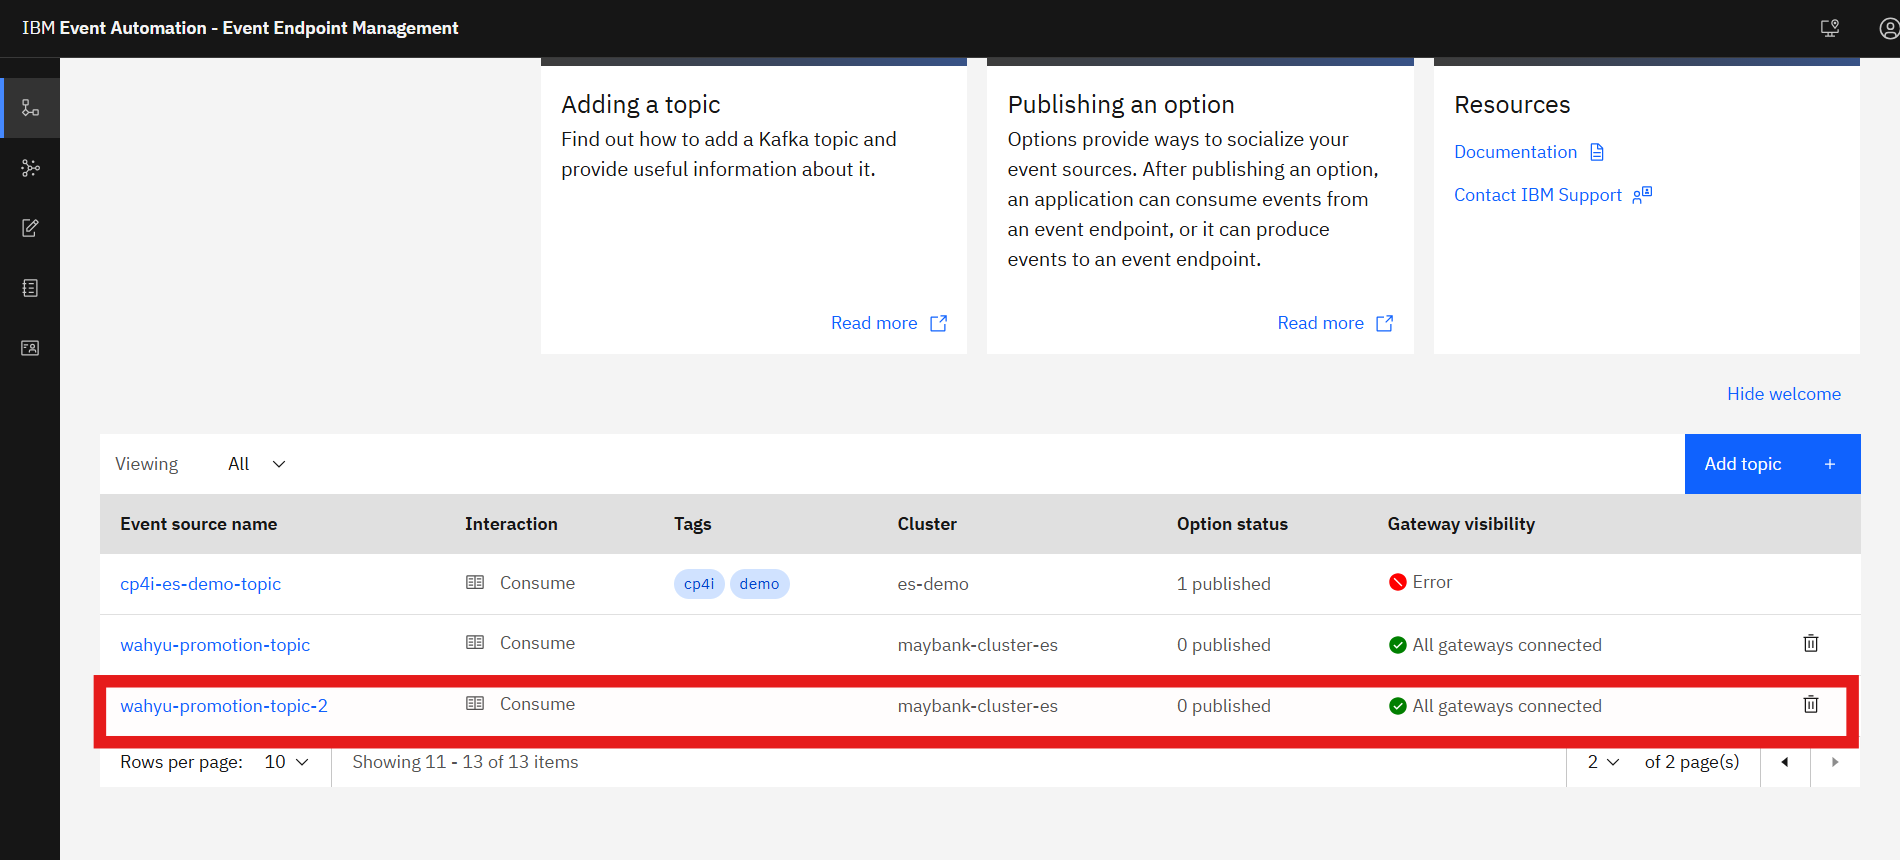 IBM Event Automation - Event Endpoint Management
Adding a topic
Find out how to add a Kafka topic and
provide useful information about it.
Read more
Publishing an option
Options provide ways to socialize your
event sources. After publishing an option,
an application can consume events from
an event endpoint, or it can produce
events to an event endpoint.
Read more
Resources
Documentation
Contact IBM Support
Hide welcome
Viewing All
Add topic +
Event source name Interaction Tags Cluster Option status Gateway visibility
cp4i-es-demo-topic Consume cp4i demo es-demo 1 published Error
wahyu-promotion-topic Consume maybank-cluster-es 0 published All gateways connected
wahyu-promotion-topic-2 Consume maybank-cluster-es 0 published All gateways connected
Rows per page: 10 Showing 11 - 13 of 13 items 2 of 2 page(s)